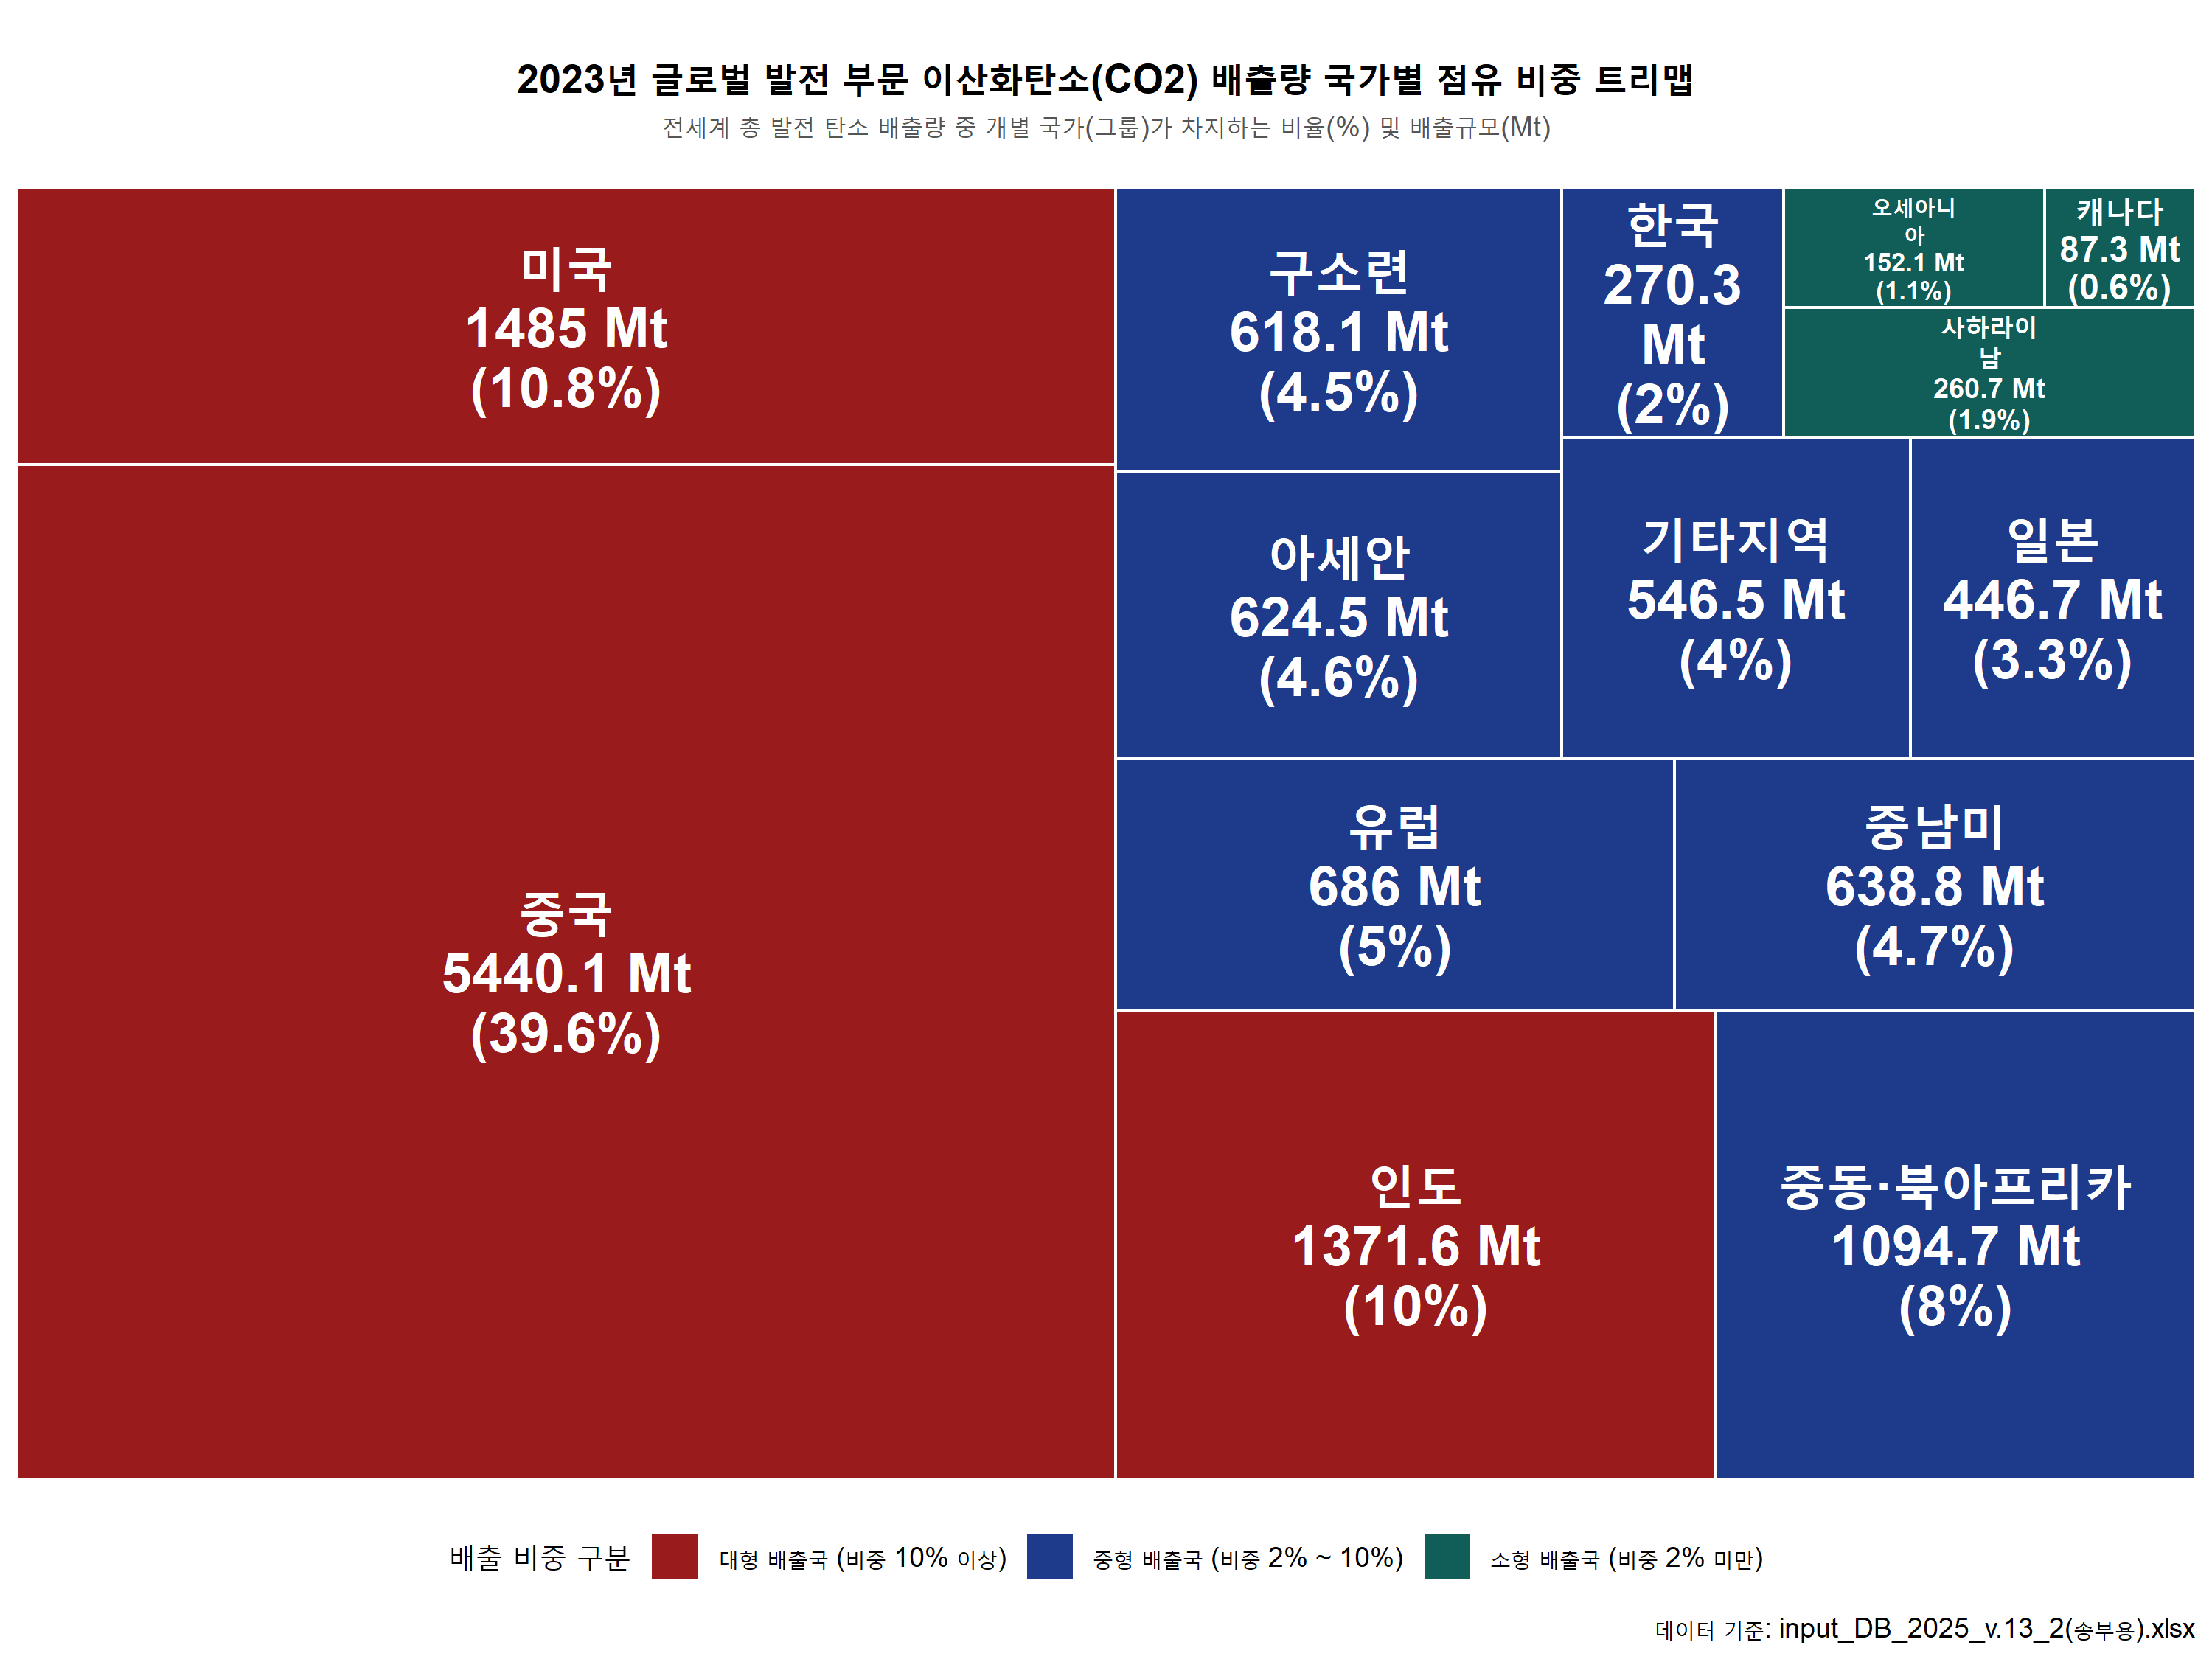 2023년 글로벌 발전 부문 이산화탄소(CO2) 배출량 국가별 점유 비중 트리맵
전세계 총 발전 탄소 배출량 중 개별 국가(그룹)가 차지하는 비율(%) 및 배출규모(Mt)
미국
1485 Mt
(10.8%)
중국
5440.1 Mt
(39.6%)
구소련
618.1 Mt
(4.5%)
아세안
624.5 Mt
(4.6%)
한국
270.3
Mt
(2%)
오세아니
아
152.1 Mt
(1.1%)
캐나다
87.3 Mt
(0.6%)
사하라이
남
260.7 Mt
(1.9%)
기타지역
546.5 Mt
(4%)
일본
446.7 Mt
(3.3%)
유럽
686 Mt
(5%)
중남미
638.8 Mt
(4.7%)
인도
1371.6 Mt
(10%)
중동·북아프리카
1094.7 Mt
(8%)
배출 비중 구분
대형 배출국 (비중 10% 이상)
중형 배출국 (비중 2% ~ 10%)
소형 배출국 (비중 2% 미만)
데이터 기준: input_DB_2025_v.13_2(송부용).xlsx